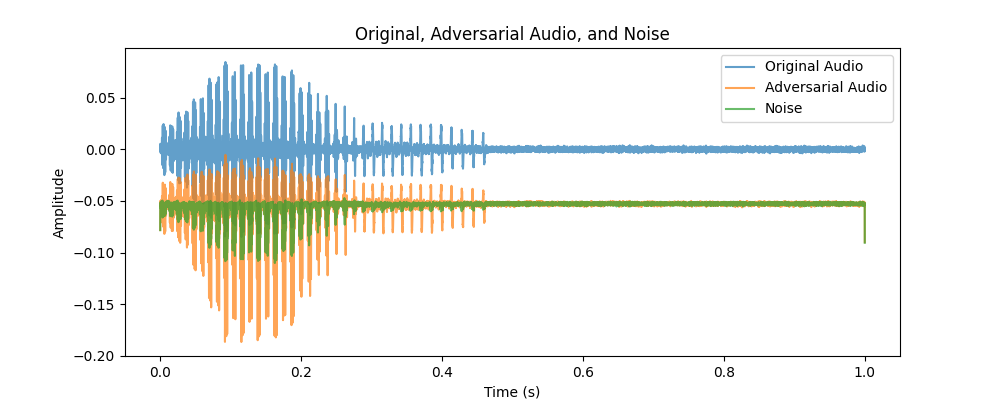 Original, Adversarial Audio, and Noise
Original Audio
Adversarial Audio
Noise
Amplitude
0.05
0.00
−0.05
−0.10
−0.15
−0.20
0.0 0.2 0.4 0.6 0.8 1.0
Time (s)